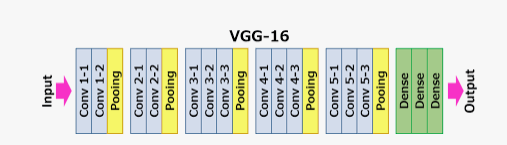 VGG-16
Input
Conv 1-1
Conv 1-2
Pooing
Conv 2-1
Conv 2-2
Pooing
Conv 3-1
Conv 3-2
Conv 3-3
Pooing
Conv 4-1
Conv 4-2
Conv 4-3
Pooing
Conv 5-1
Conv 5-2
Conv 5-3
Pooing
Dense
Dense
Dense
Output